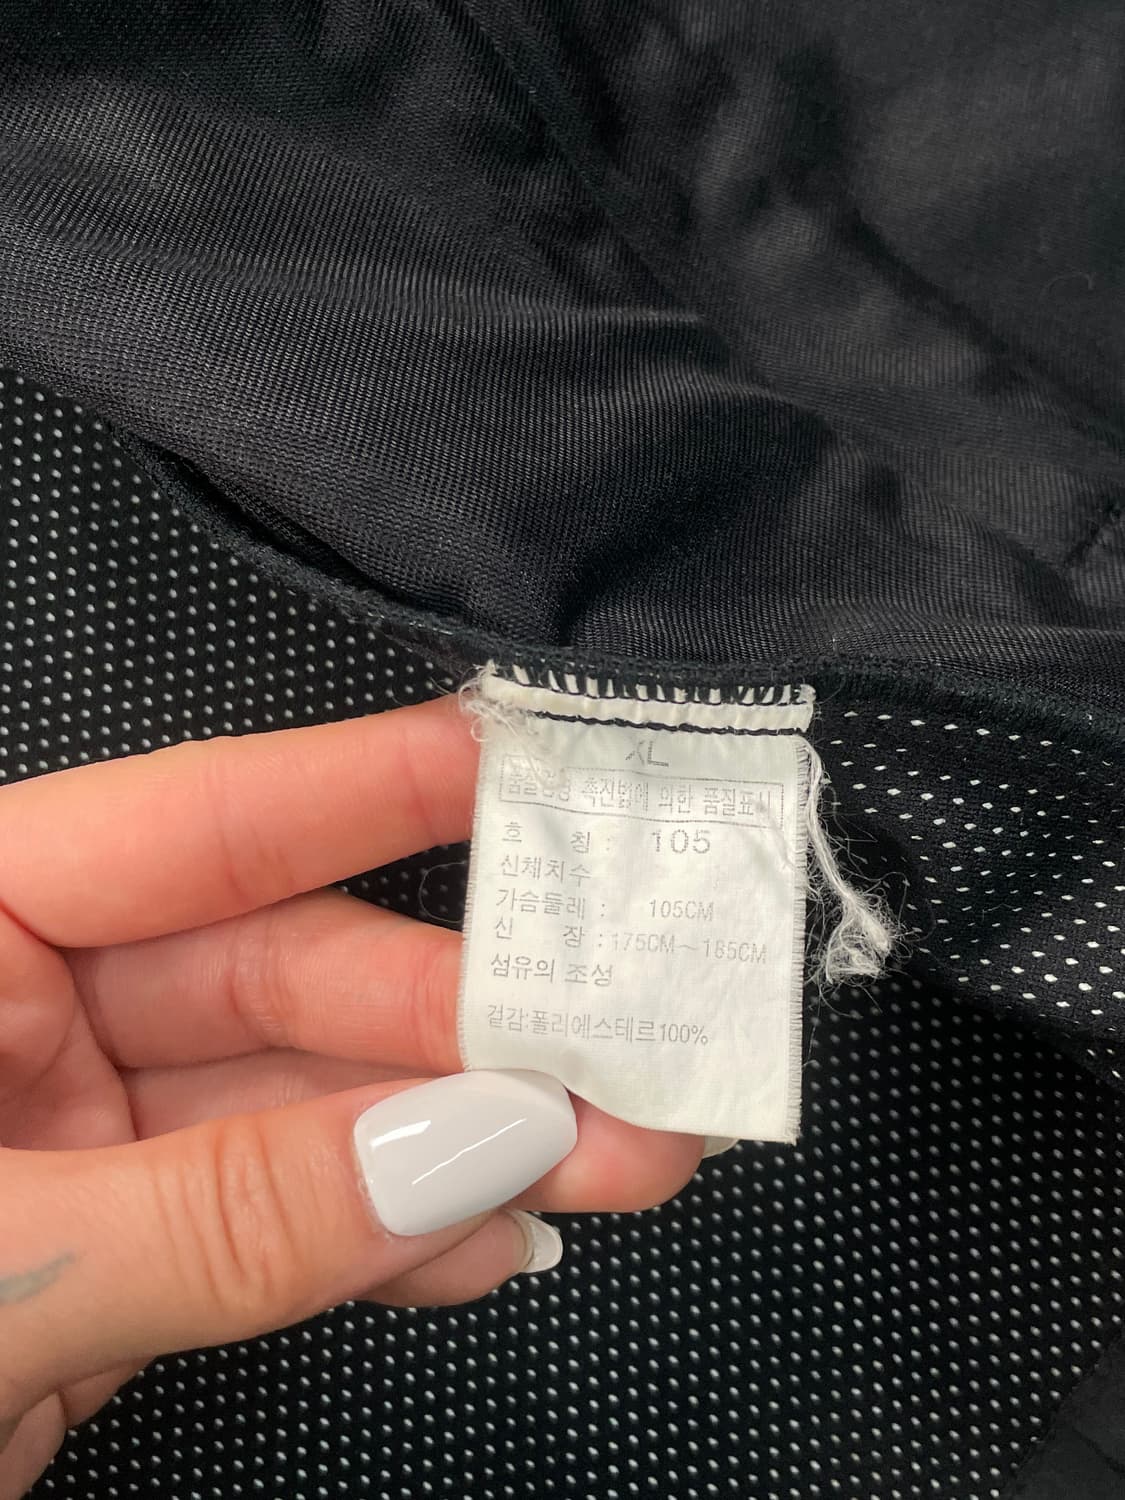 XL
품질경영 촉진법에 의한 품질표시
호 칭 : 105
신체치수
가슴둘레 : 105CM
신 장 : 175CM~185CM
섬유의 조성
겉감:폴리에스테르100%